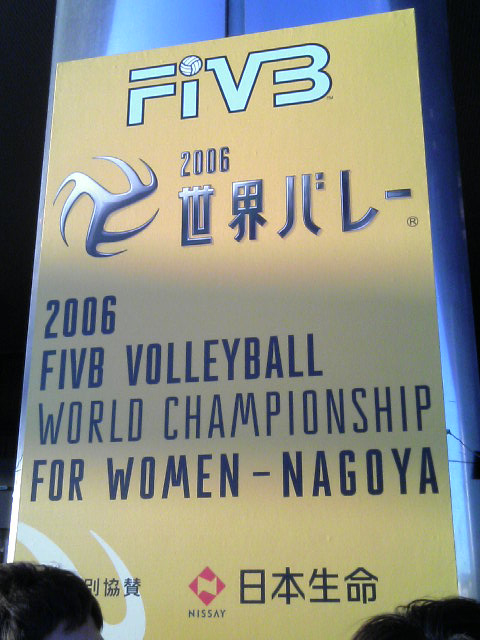 FIVB
2006
世界バレー
2006
FIVB VOLLEYBALL
WORLD CHAMPIONSHIP
FOR WOMEN – NAGOYA
別協賛 NISSAY 日本生命